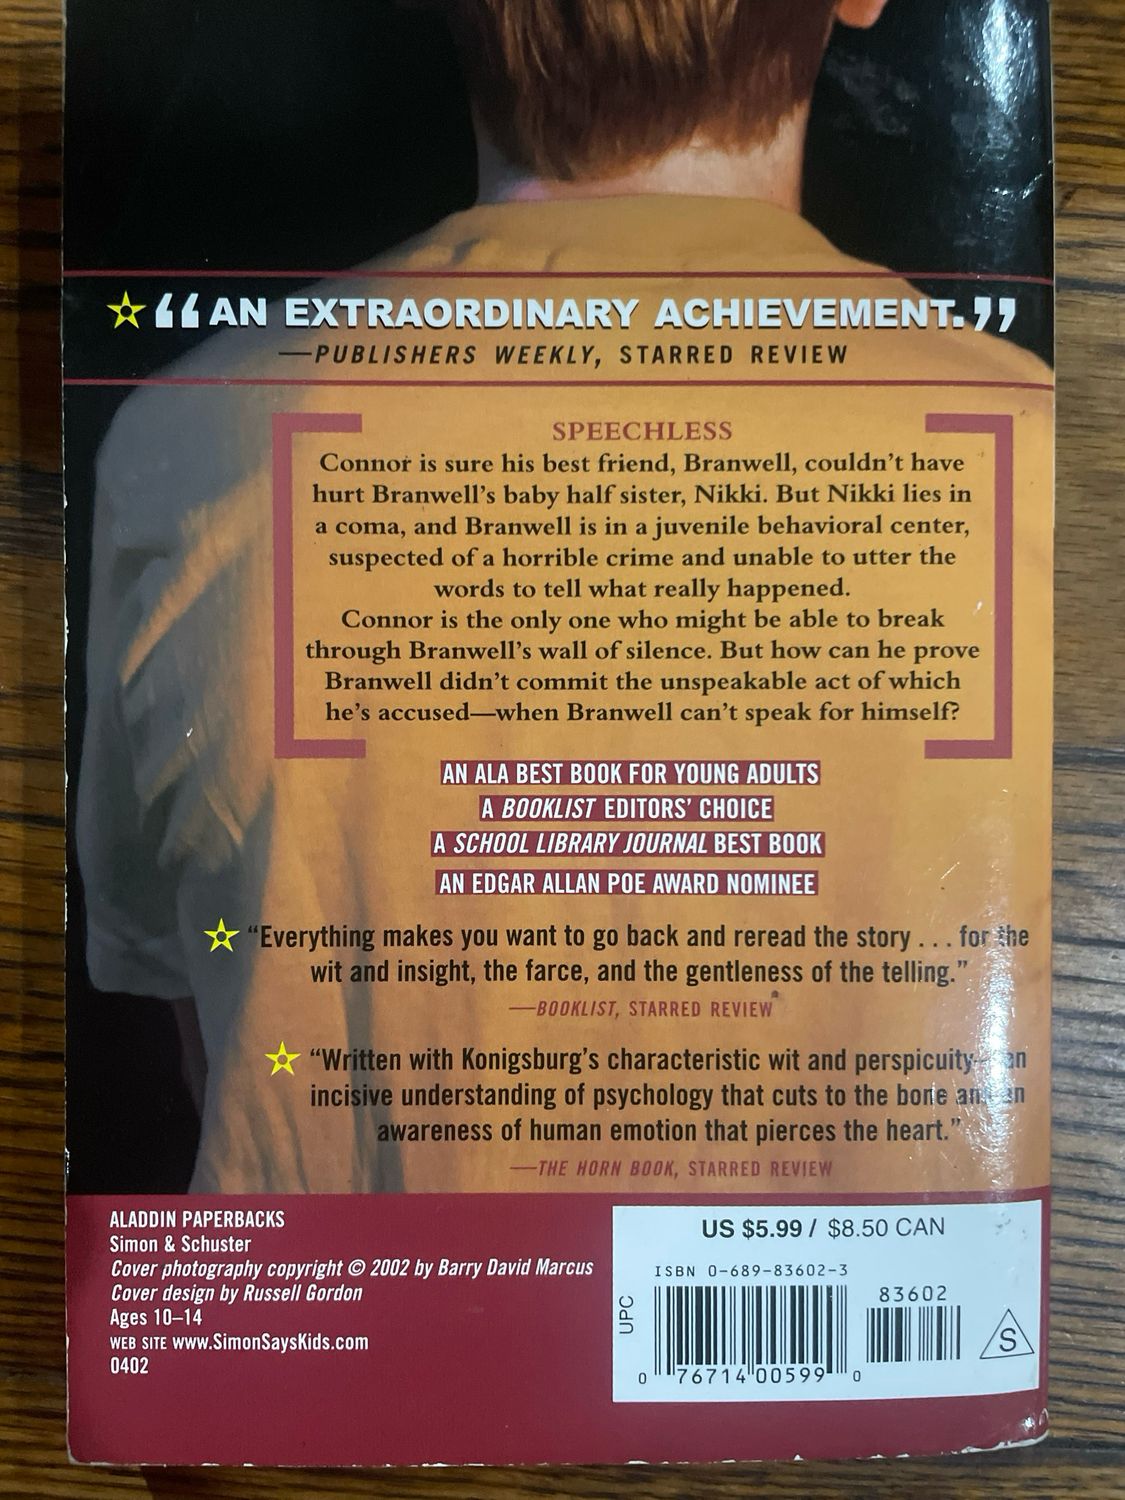 “AN EXTRAORDINARY ACHIEVEMENT.”
—PUBLISHERS WEEKLY, STARRED REVIEW
SPEECHLESS
Connor is sure his best friend, Branwell, couldn’t have
hurt Branwell’s baby half sister, Nikki. But Nikki lies in
a coma, and Branwell is in a juvenile behavioral center,
suspected of a horrible crime and unable to utter the
words to tell what really happened.
Connor is the only one who might be able to break
through Branwell’s wall of silence. But how can he prove
Branwell didn’t commit the unspeakable act of which
he’s accused—when Branwell can’t speak for himself?
AN ALA BEST BOOK FOR YOUNG ADULTS
A BOOKLIST EDITORS’ CHOICE
A SCHOOL LIBRARY JOURNAL BEST BOOK
AN EDGAR ALLAN POE AWARD NOMINEE
“Everything makes you want to go back and reread the story . . . for the
wit and insight, the farce, and the gentleness of the telling.”
—BOOKLIST, STARRED REVIEW
“Written with Konigsburg’s characteristic wit and perspicuity—an
incisive understanding of psychology that cuts to the bone and an
awareness of human emotion that pierces the heart.”
—THE HORN BOOK, STARRED REVIEW
ALADDIN PAPERBACKS
Simon & Schuster
Cover photography copyright © 2002 by Barry David Marcus
Cover design by Russell Gordon
Ages 10–14
WEB SITE www.SimonSaysKids.com
0402
US $5.99 / $8.50 CAN
ISBN 0-689-83602-3
83602
UPC
S
0 76714 00599 0